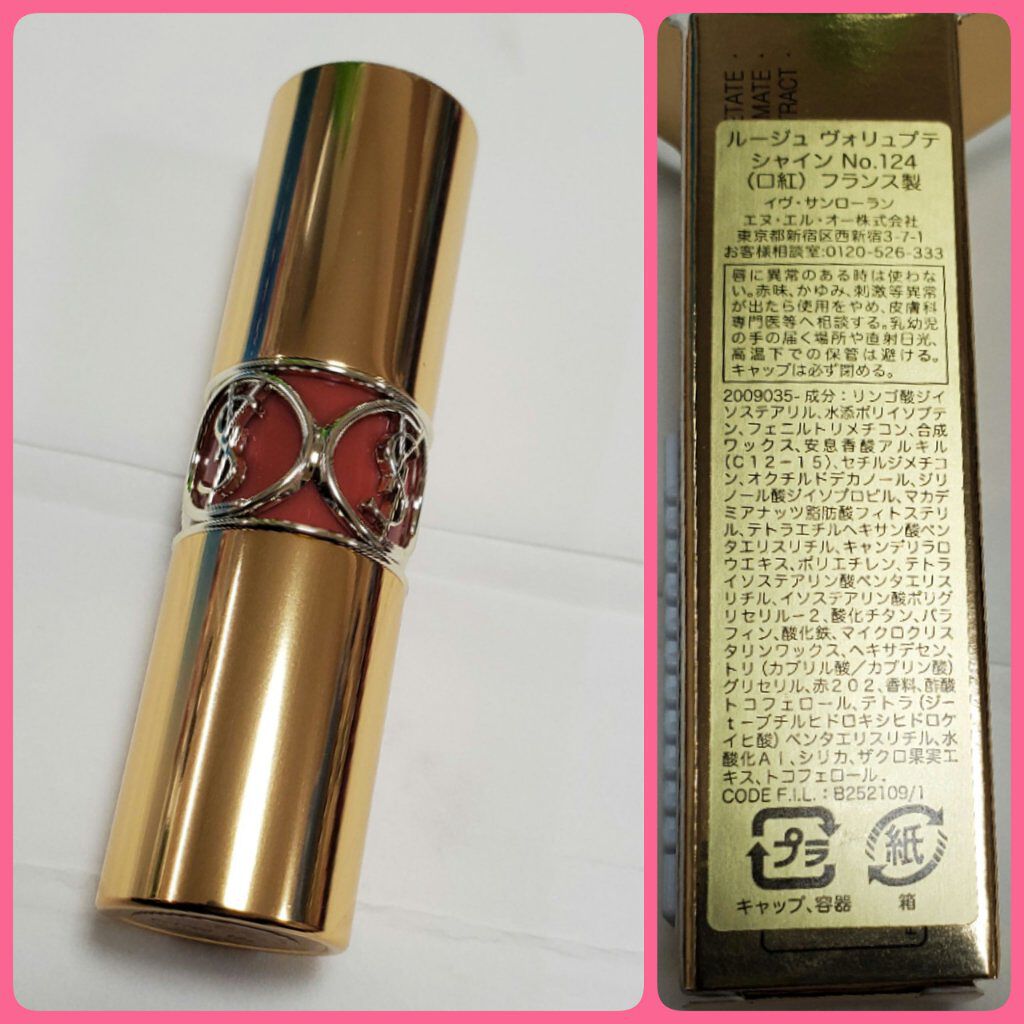 ETATE ·
MATE ·
TRACT ·
ルージュ ヴォリュプテ
シャイン No.124
(口紅) フランス製
イヴ・サンローラン
エヌ・エル・オー株式会社
東京都新宿区西新宿3-7-1
お客様相談室:0120-526-333
唇に異常のある時は使わな
い。赤味、かゆみ、刺激等異常
が出たら使用をやめ、皮膚科
専門医等へ相談する。乳幼児
の手の届く場所や直射日光、
高温下での保管は避ける。
キャップは必ず閉める。
2009035- 成分：リンゴ酸ジイ
ソステアリル、水添ポリイソブテ
ン、フェニルトリメチコン、合成
ワックス、安息香酸アルキル
(C12－15)、セチルジメチコ
ン、オクチルドデカノール、ジリ
ノール酸ジイソプロピル、マカデ
ミアナッツ脂肪酸フィトステリ
ル、テトラエチルヘキサン酸ペン
タエリスリチル、キャンデリラロ
ウエキス、ポリエチレン、テトラ
イソステアリン酸ペンタエリス
リチル、イソステアリン酸ポリグ
リセリル－2、酸化チタン、パラ
フィン、酸化鉄、マイクロクリス
タリンワックス、ヘキサデセン、
トリ(カプリル酸／カプリン酸)
グリセリル、赤202、香料、酢酸
トコフェロール、テトラ(ジー
t－ブチルヒドロキシヒドロケ
イヒ酸)ペンタエリスリチル、水
酸化Al、シリカ、ザクロ果実エ
キス、トコフェロール.
CODE F.I.L. : B252109/1
プラ
紙
キャップ、容器
箱
YSL
YSL